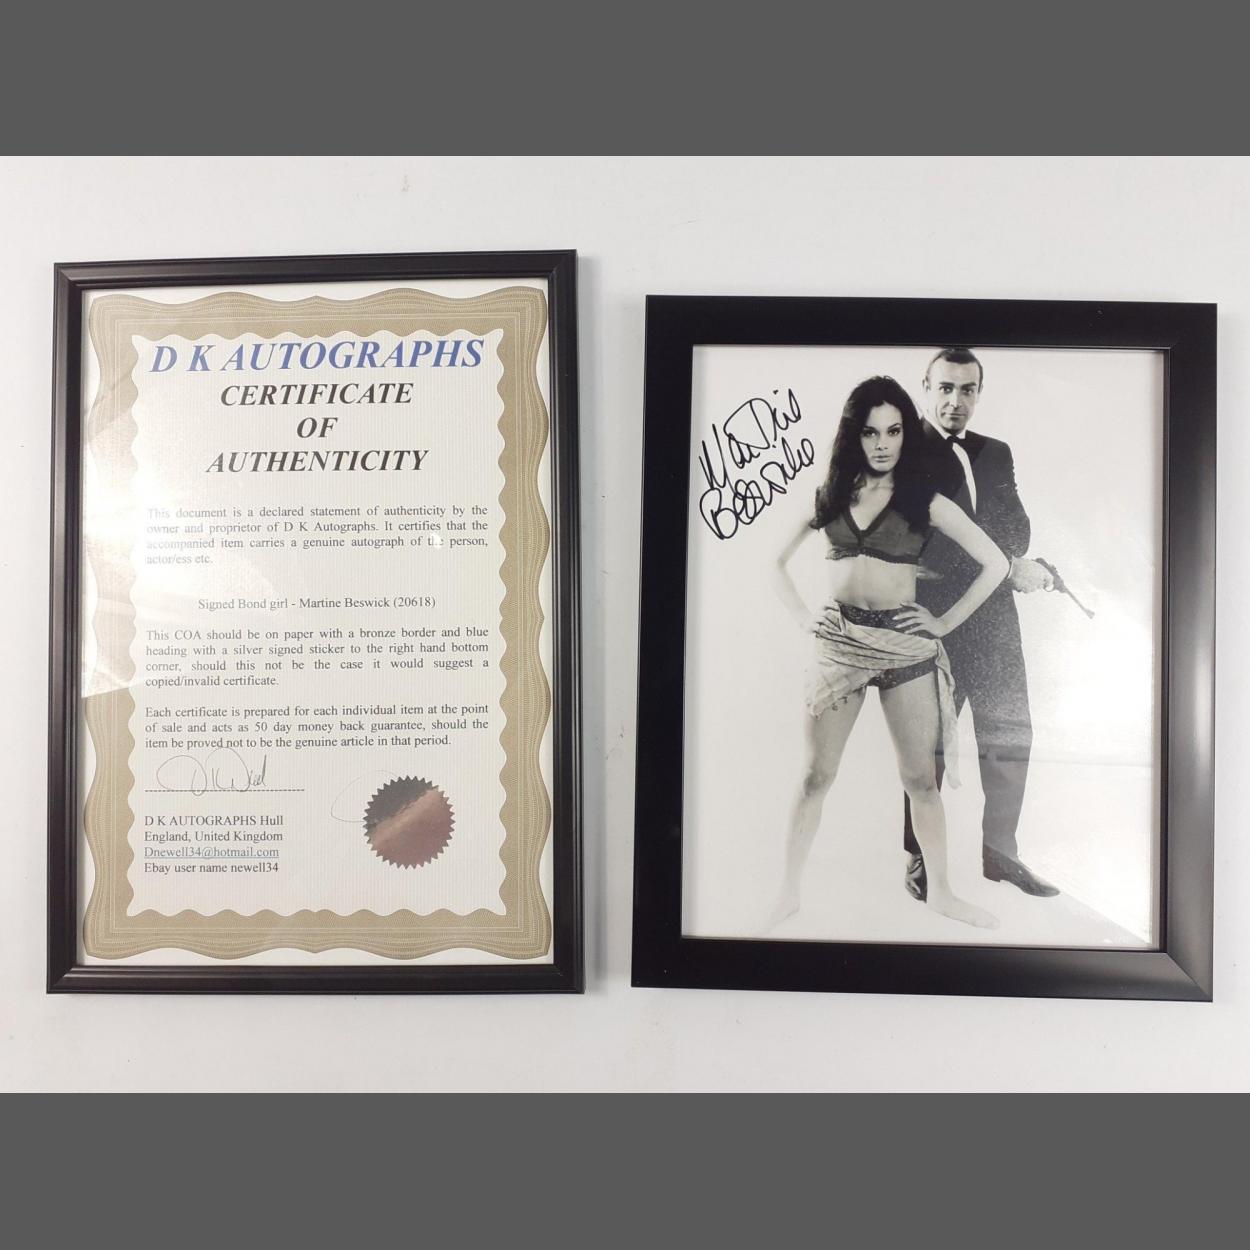 D K AUTOGRAPHS
CERTIFICATE
OF
AUTHENTICITY
This document is a declared statement of authenticity by the
owner and proprietor of D K Autographs. It certifies that the
accompanied item carries a genuine autograph of the person,
actor/ess etc.
Signed Bond girl - Martine Beswick (20618)
This COA should be on paper with a bronze border and blue
heading with a silver signed sticker to the right hand bottom
corner, should this not be the case it would suggest a
copied/invalid certificate.
Each certificate is prepared for each individual item at the point
of sale and acts as 50 day money back guarantee, should the
item be proved not to be the genuine article in that period.
D K AUTOGRAPHS Hull
England, United Kingdom
Dnewell34@hotmail.com
Ebay user name newell34
Martine
Beswicke